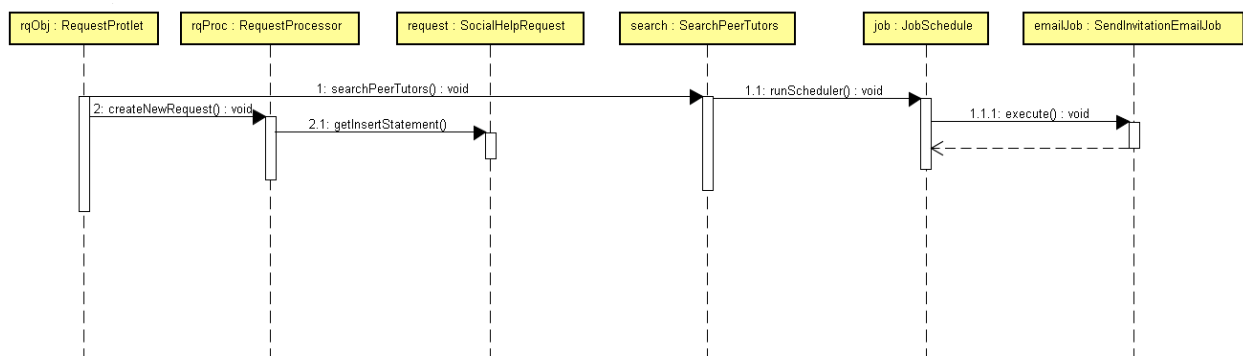 rqObj : RequestProtlet
rqProc : RequestProcessor
request : SocialHelpRequest
search : SearchPeerTutors
job : JobSchedule
emailJob : SendInvitationEmailJob
1: searchPeerTutors() : void
1.1: runScheduler() : void
2: createNewRequest() : void
1.1.1: execute() : void
2.1: getInsertStatement()